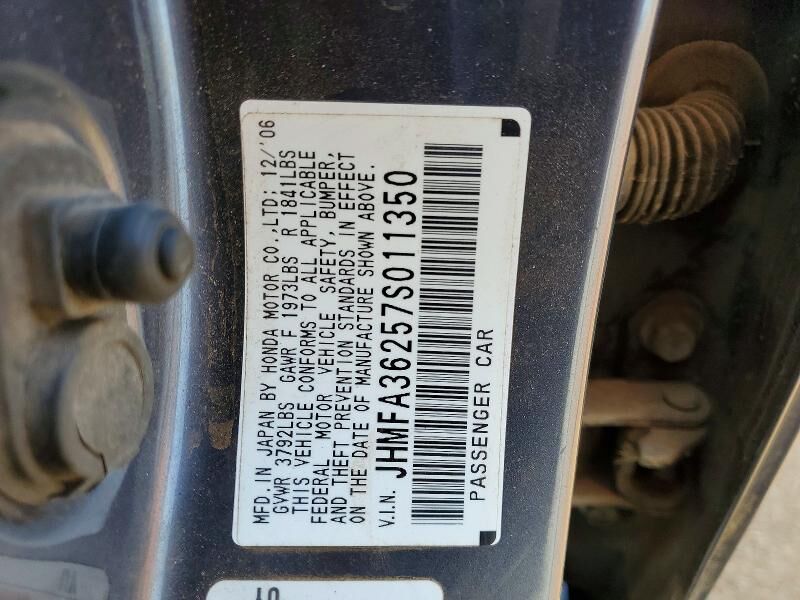 MFD. IN JAPAN BY HONDA MOTOR CO., LTD; 12/'06
GVWR 3792LBS GAWR F 1973LBS R 1841LBS
THIS VEHICLE CONFORMS TO ALL APPLICABLE
FEDERAL MOTOR VEHICLE SAFETY, BUMPER,
AND THEFT PREVENTION STANDARDS IN EFFECT
ON THE DATE OF MANUFACTURE SHOWN ABOVE.
V.I.N. JHMFA36257S011350
PASSENGER CAR